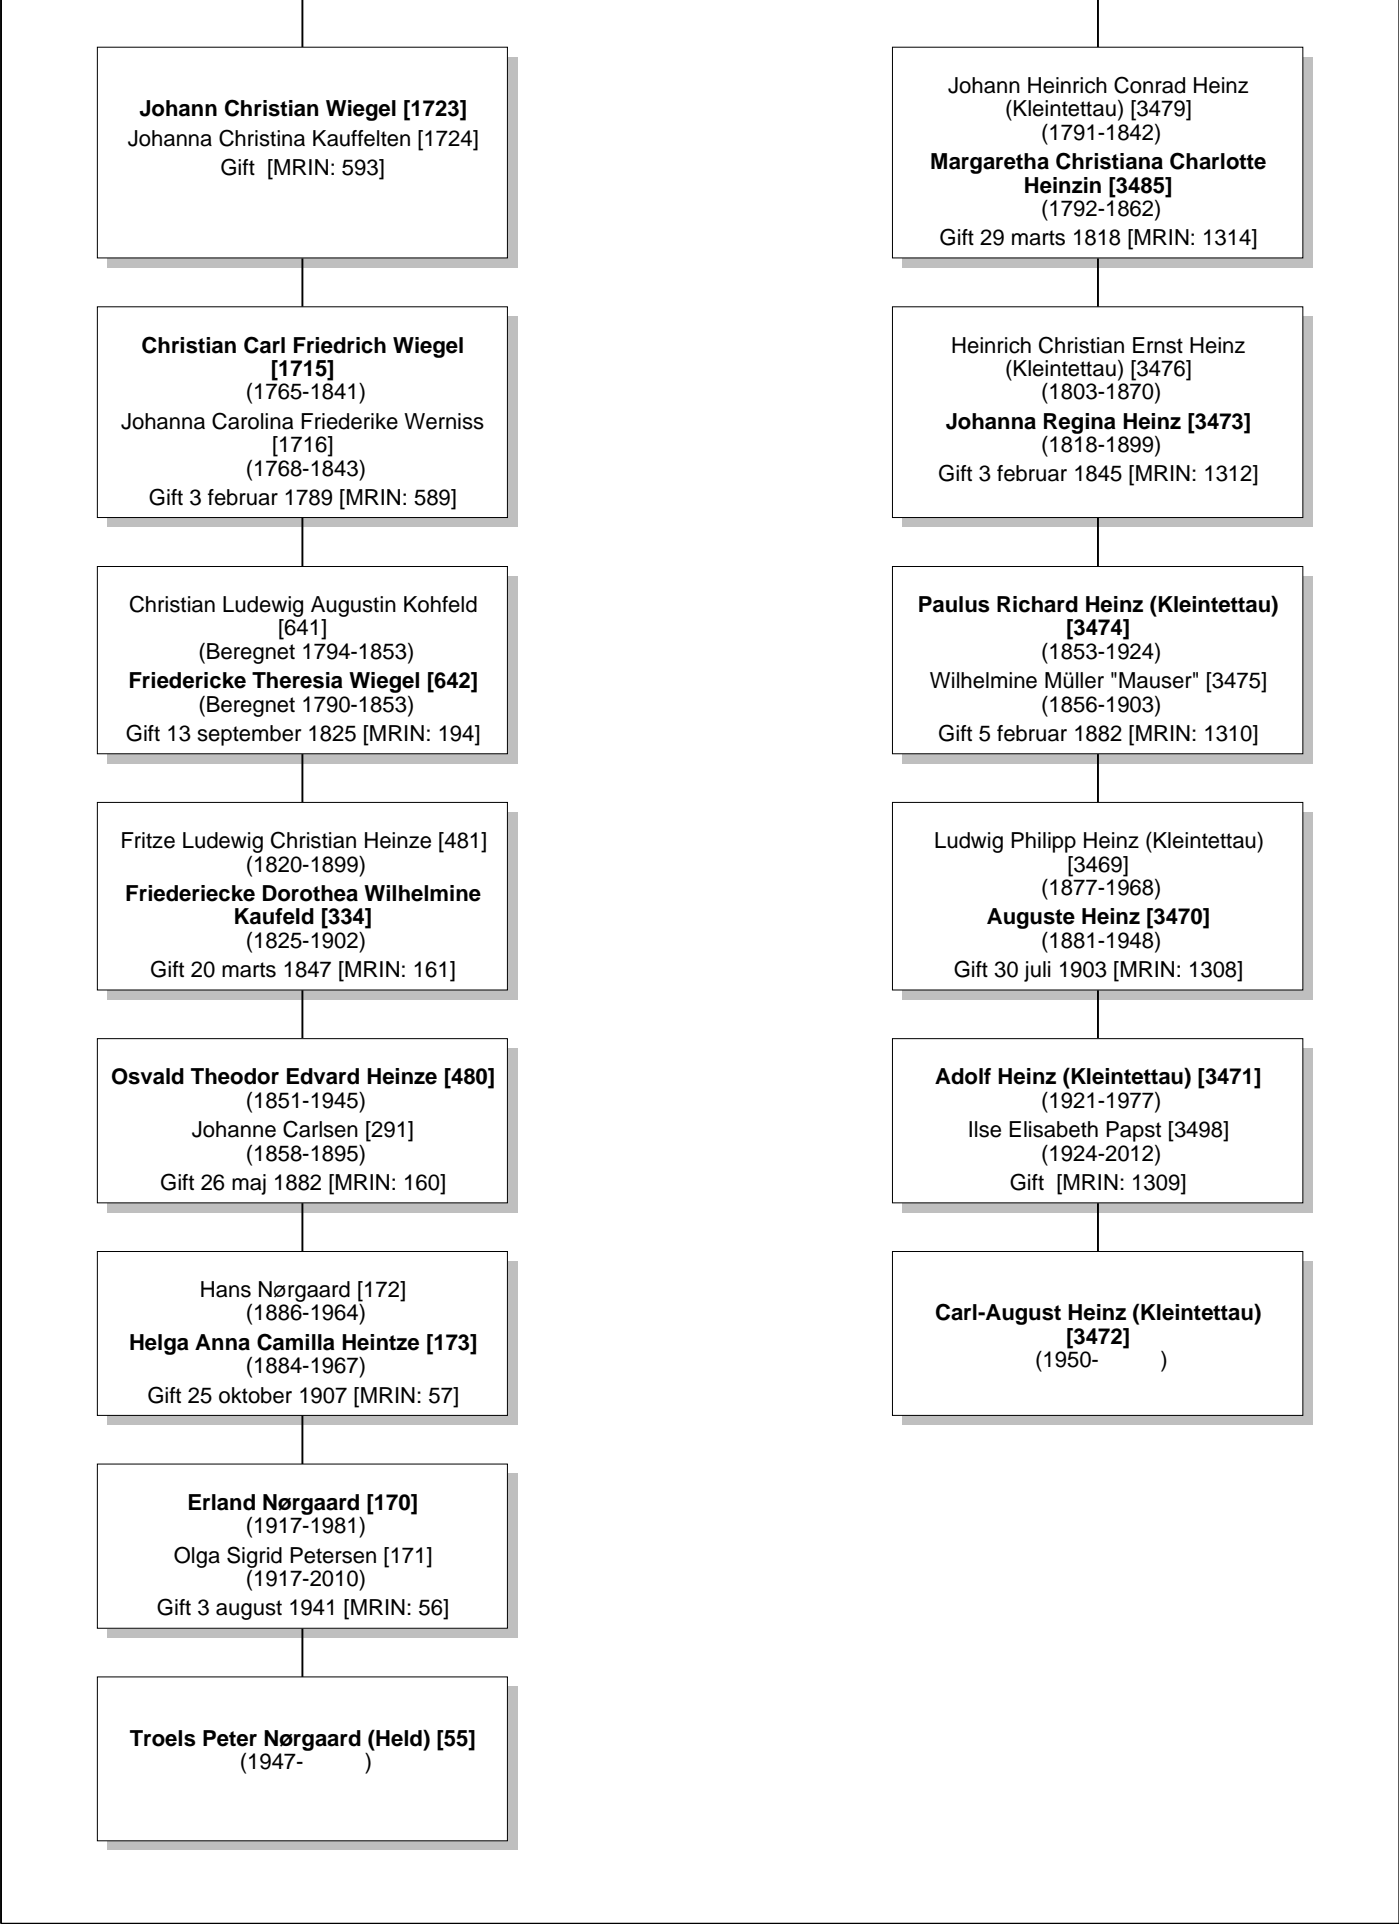 Johann Christian Wiegel [1723]
Johanna Christina Kauffelten [1724]
Gift  [MRIN: 593]
Christian Carl Friedrich Wiegel
[1715]
(1765-1841)
Johanna Carolina Friederike Werniss
[1716]
(1768-1843)
Gift 3 februar 1789 [MRIN: 589]
Christian Ludewig Augustin Kohfeld
[641]
(Beregnet 1794-1853)
Friedericke Theresia Wiegel [642]
(Beregnet 1790-1853)
Gift 13 september 1825 [MRIN: 194]
Fritze Ludewig Christian Heinze [481]
(1820-1899)
Friederiecke Dorothea Wilhelmine
Kaufeld [334]
(1825-1902)
Gift 20 marts 1847 [MRIN: 161]
Osvald Theodor Edvard Heinze [480]
(1851-1945)
Johanne Carlsen [291]
(1858-1895)
Gift 26 maj 1882 [MRIN: 160]
Hans Nørgaard [172]
(1886-1964)
Helga Anna Camilla Heintze [173]
(1884-1967)
Gift 25 oktober 1907 [MRIN: 57]
Erland Nørgaard [170]
(1917-1981)
Olga Sigrid Petersen [171]
(1917-2010)
Gift 3 august 1941 [MRIN: 56]
Troels Peter Nørgaard (Held) [55]
(1947-          )
Johann Heinrich Conrad Heinz
(Kleintettau) [3479]
(1791-1842)
Margaretha Christiana Charlotte
Heinzin [3485]
(1792-1862)
Gift 29 marts 1818 [MRIN: 1314]
Heinrich Christian Ernst Heinz
(Kleintettau) [3476]
(1803-1870)
Johanna Regina Heinz [3473]
(1818-1899)
Gift 3 februar 1845 [MRIN: 1312]
Paulus Richard Heinz (Kleintettau)
[3474]
(1853-1924)
Wilhelmine Müller "Mauser" [3475]
(1856-1903)
Gift 5 februar 1882 [MRIN: 1310]
Ludwig Philipp Heinz (Kleintettau)
[3469]
(1877-1968)
Auguste Heinz [3470]
(1881-1948)
Gift 30 juli 1903 [MRIN: 1308]
Adolf Heinz (Kleintettau) [3471]
(1921-1977)
Ilse Elisabeth Papst [3498]
(1924-2012)
Gift  [MRIN: 1309]
Carl-August Heinz (Kleintettau)
[3472]
(1950-          )